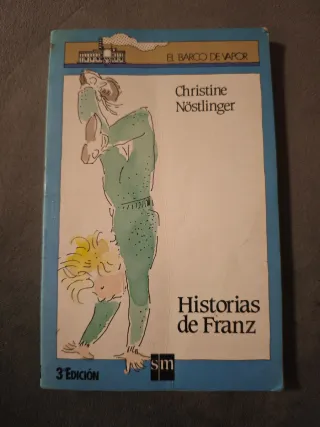 EL BARCO DE VAPOR
Christine
Nöstlinger
Historias
de Franz
3ª EDICIÓN
sm